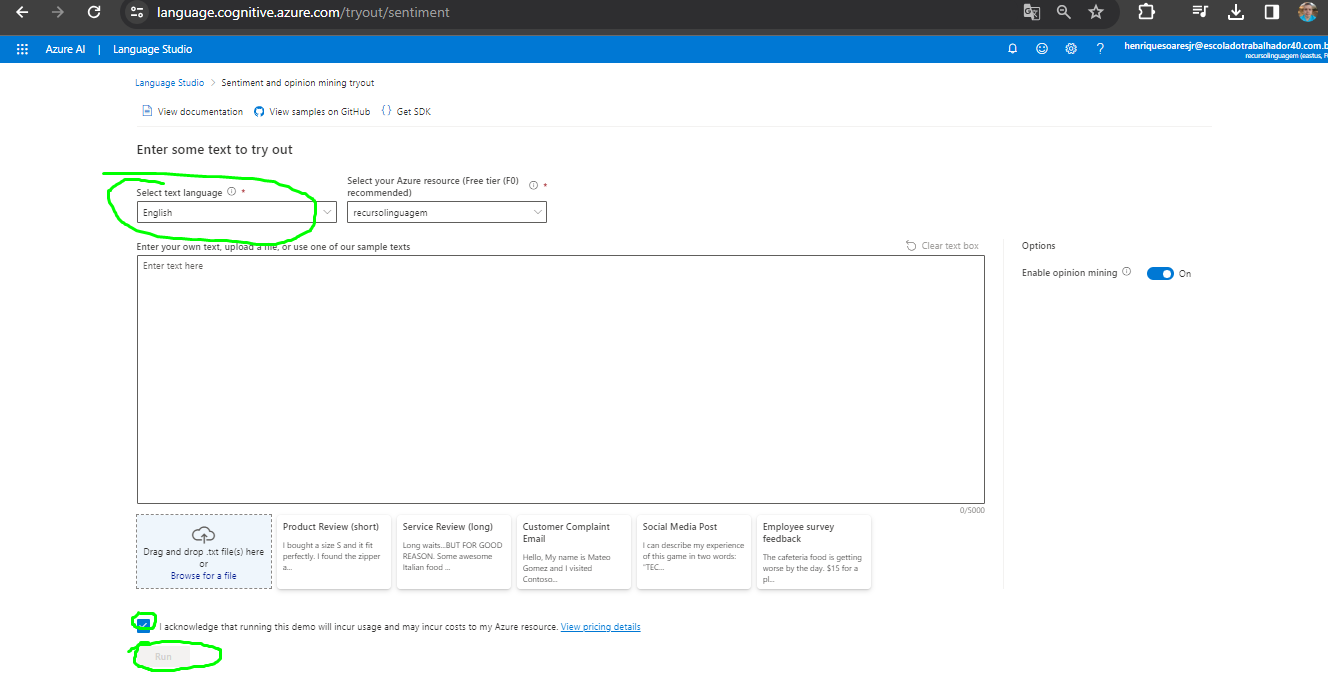 language.cognitive.azure.com/tryout/sentiment
Azure AI | Language Studio
henriquesoaresjr@escoladotrabalhador40.com.b
recursolinguagem (eastus, F
Language Studio > Sentiment and opinion mining tryout
View documentation View samples on GitHub Get SDK
Enter some text to try out
Select text language *
English
Select your Azure resource (Free tier (F0)
recommended) *
recursolinguagem
Enter your own text, upload a file, or use one of our sample texts
Clear text box
Enter text here
0/5000
Options
Enable opinion mining On
Drag and drop .txt file(s) here
or
Browse for a file
Product Review (short)
I bought a size S and it fit
perfectly. I found the zipper
a...
Service Review (long)
Long waits...BUT FOR GOOD
REASON. Some awesome
Italian food ...
Customer Complaint
Email
Hello, My name is Mateo
Gomez and I visited
Contoso...
Social Media Post
I can describe my experience
of this game in two words:
"TEC...
Employee survey
feedback
The cafeteria food is getting
worse by the day. $15 for a
pl...
I acknowledge that running this demo will incur usage and may incur costs to my Azure resource. View pricing details
Run